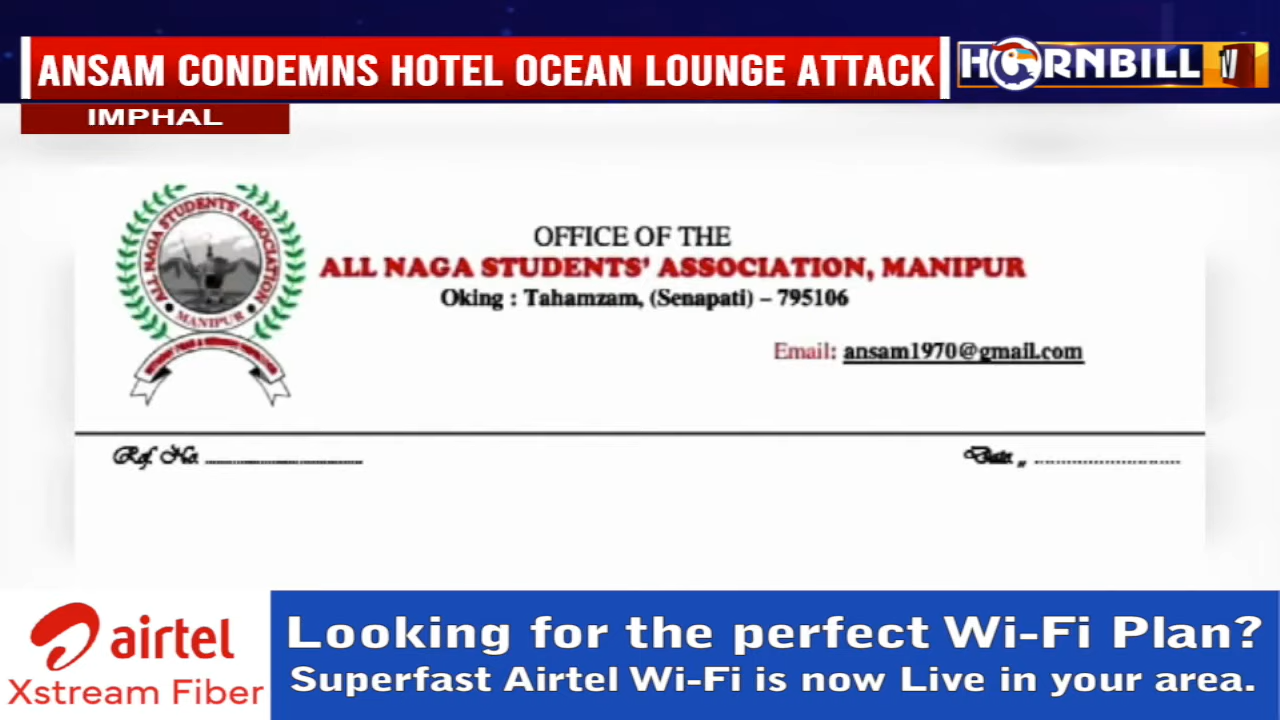 ANSAM CONDEMNS HOTEL OCEAN LOUNGE ATTACK
HORNBILL TV
IMPHAL
ALL NAGA STUDENTS' ASSOCIATION
MANIPUR
OFFICE OF THE
ALL NAGA STUDENTS' ASSOCIATION, MANIPUR
Oking : Tahamzam, (Senapati) – 795106
Email: ansam1970@gmail.com
Ref. No. ........................
Date. ,, ........................
airtel
Xstream Fiber
Looking for the perfect Wi-Fi Plan?
Superfast Airtel Wi-Fi is now Live in your area.